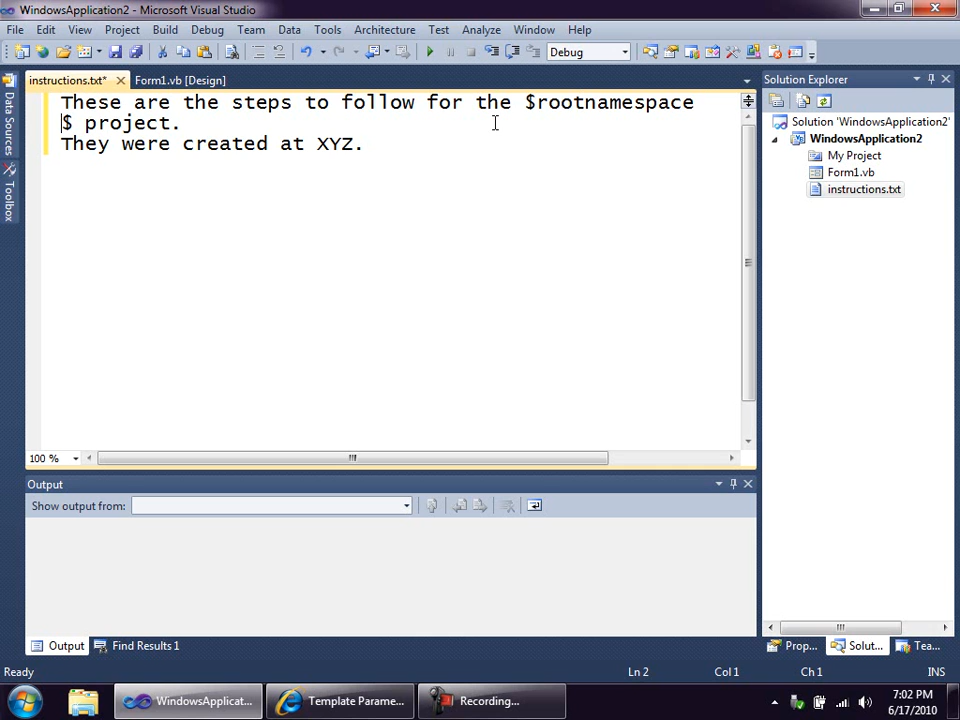 WindowsApplication2 - Microsoft Visual Studio
File Edit View Project Build Debug Team Data Tools Architecture Test Analyze Window Help
Debug
instructions.txt* Form1.vb [Design]
Data Sources
Toolbox
These are the steps to follow for the $rootnamespace
$ project.
They were created at XYZ.
100 %
Solution Explorer
Solution 'WindowsApplication2'
WindowsApplication2
My Project
Form1.vb
instructions.txt
Output
Show output from:
Output Find Results 1
Prop... Solut... Tea...
Ready Ln 2 Col 1 Ch 1 INS
WindowsApplicat... Template Parame... Recording...
7:02 PM
6/17/2010